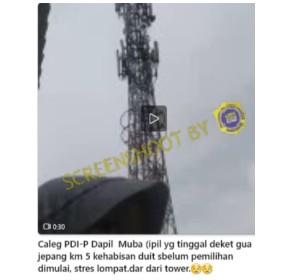 SCREENSHOOT BY
0:30
Caleg PDI-P Dapil Muba (ipil yg tinggal deket gua
jepang km 5 kehabisan duit sbelum pemilihan
dimulai, stres lompat.dar dari tower.😥😥